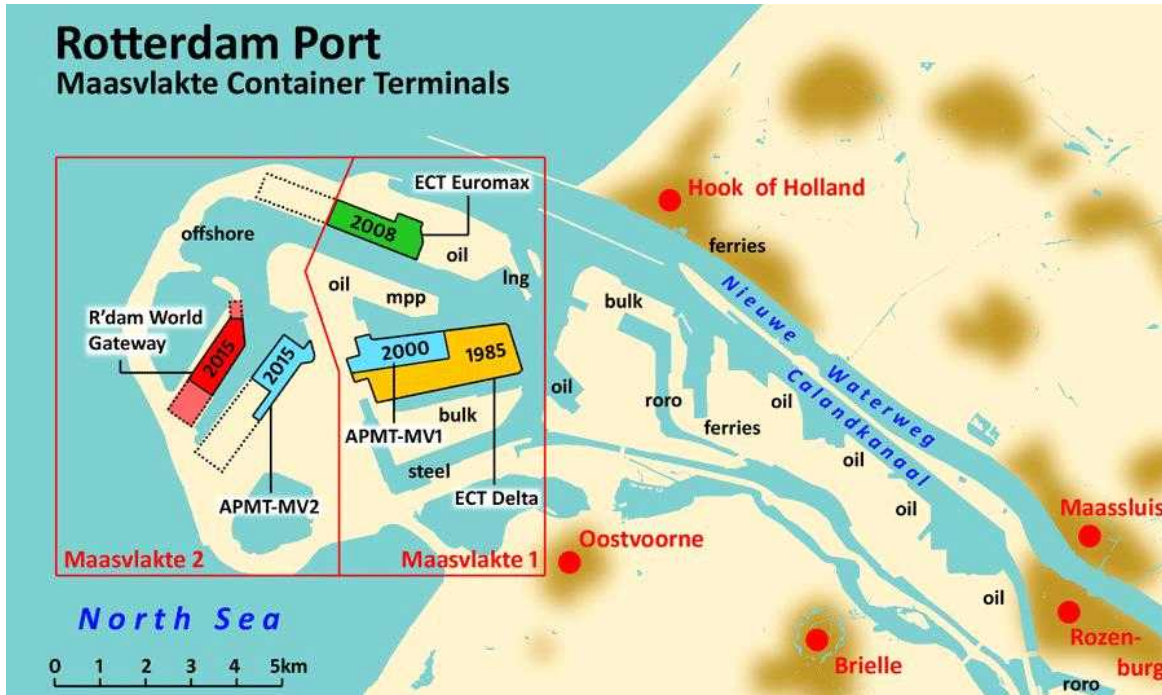 Rotterdam Port
Maasvlakte Container Terminals
ECT Euromax
Hook of Holland
2008
offshore
oil
ferries
oil
lng
mpp
bulk
Nieuwe Waterweg
R'dam World
Gateway
2015
2015
2000
1985
Calandkanaal
oil
roro
oil
bulk
ferries
APMT-MV1
oil
steel
APMT-MV2
ECT Delta
oil
Maassluis
Oostvoorne
Maasvlakte 2
Maasvlakte 1
oil
North Sea
Rozen-
burg
Brielle
0 1 2 3 4 5km
roro